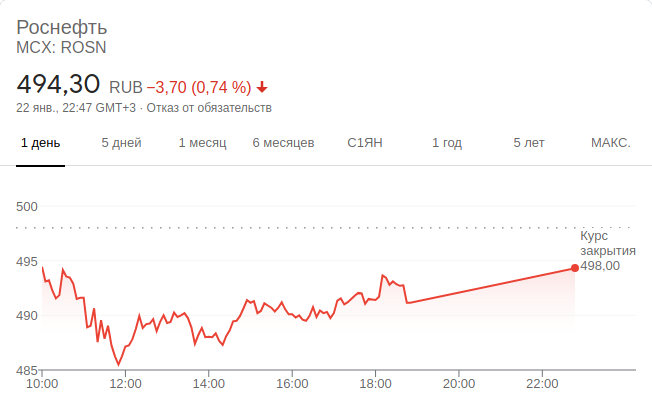 Роснефть
MCX: ROSN
494,30 RUB −3,70 (0,74 %)
22 янв., 22:47 GMT+3 · Отказ от обязательств
1 день 5 дней 1 месяц 6 месяцев С1ЯН 1 год 5 лет МАКС.
500
Курс
закрытия
498,00
495
490
485
10:00 12:00 14:00 16:00 18:00 20:00 22:00